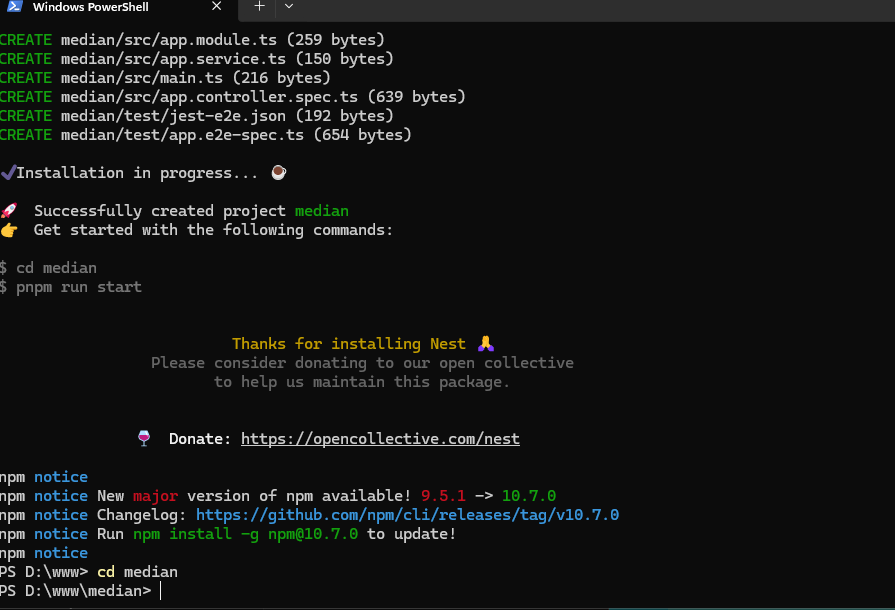 Windows PowerShell
CREATE median/src/app.module.ts (259 bytes)
CREATE median/src/app.service.ts (150 bytes)
CREATE median/src/main.ts (216 bytes)
CREATE median/src/app.controller.spec.ts (639 bytes)
CREATE median/test/jest-e2e.json (192 bytes)
CREATE median/test/app.e2e-spec.ts (654 bytes)
✔Installation in progress... ☕
🚀 Successfully created project median
👉 Get started with the following commands:
$ cd median
$ pnpm run start
Thanks for installing Nest 🙏
Please consider donating to our open collective
to help us maintain this package.
🍷 Donate: https://opencollective.com/nest
npm notice
npm notice New major version of npm available! 9.5.1 -> 10.7.0
npm notice Changelog: https://github.com/npm/cli/releases/tag/v10.7.0
npm notice Run npm install -g npm@10.7.0 to update!
npm notice
PS D:\www> cd median
PS D:\www\median>